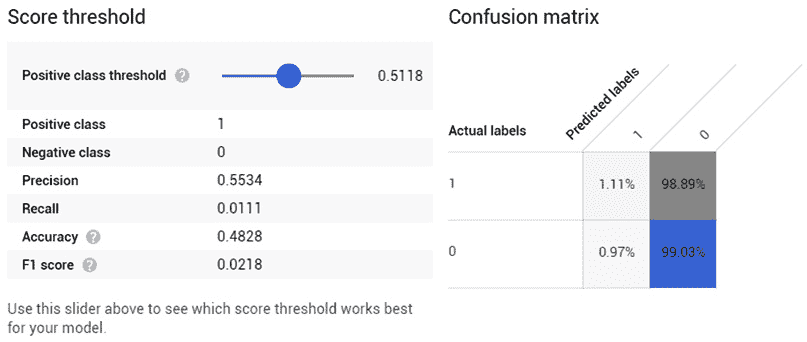 Score threshold
Positive class threshold ? 0.5118
Positive class 1
Negative class 0
Precision 0.5534
Recall 0.0111
Accuracy ? 0.4828
F1 score ? 0.0218
Use this slider above to see which score threshold works best
for your model.
Confusion matrix
Actual labels
Predicted labels
1
0
1 1.11% 98.89%
0 0.97% 99.03%